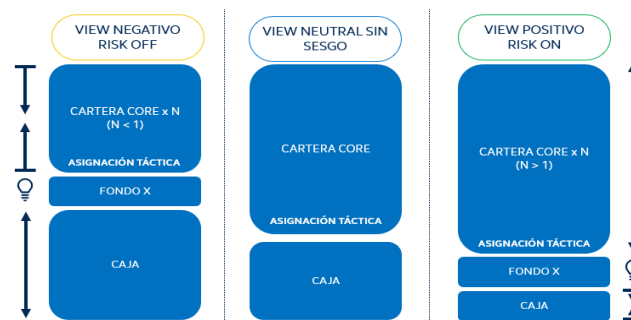 VIEW NEGATIVO
RISK OFF
CARTERA CORE x N
(N < 1)
ASIGNACIÓN TÁCTICA
FONDO X
CAJA
VIEW NEUTRAL SIN
SESGO
CARTERA CORE
ASIGNACIÓN TÁCTICA
CAJA
VIEW POSITIVO
RISK ON
CARTERA CORE x N
(N > 1)
ASIGNACIÓN TÁCTICA
FONDO X
CAJA